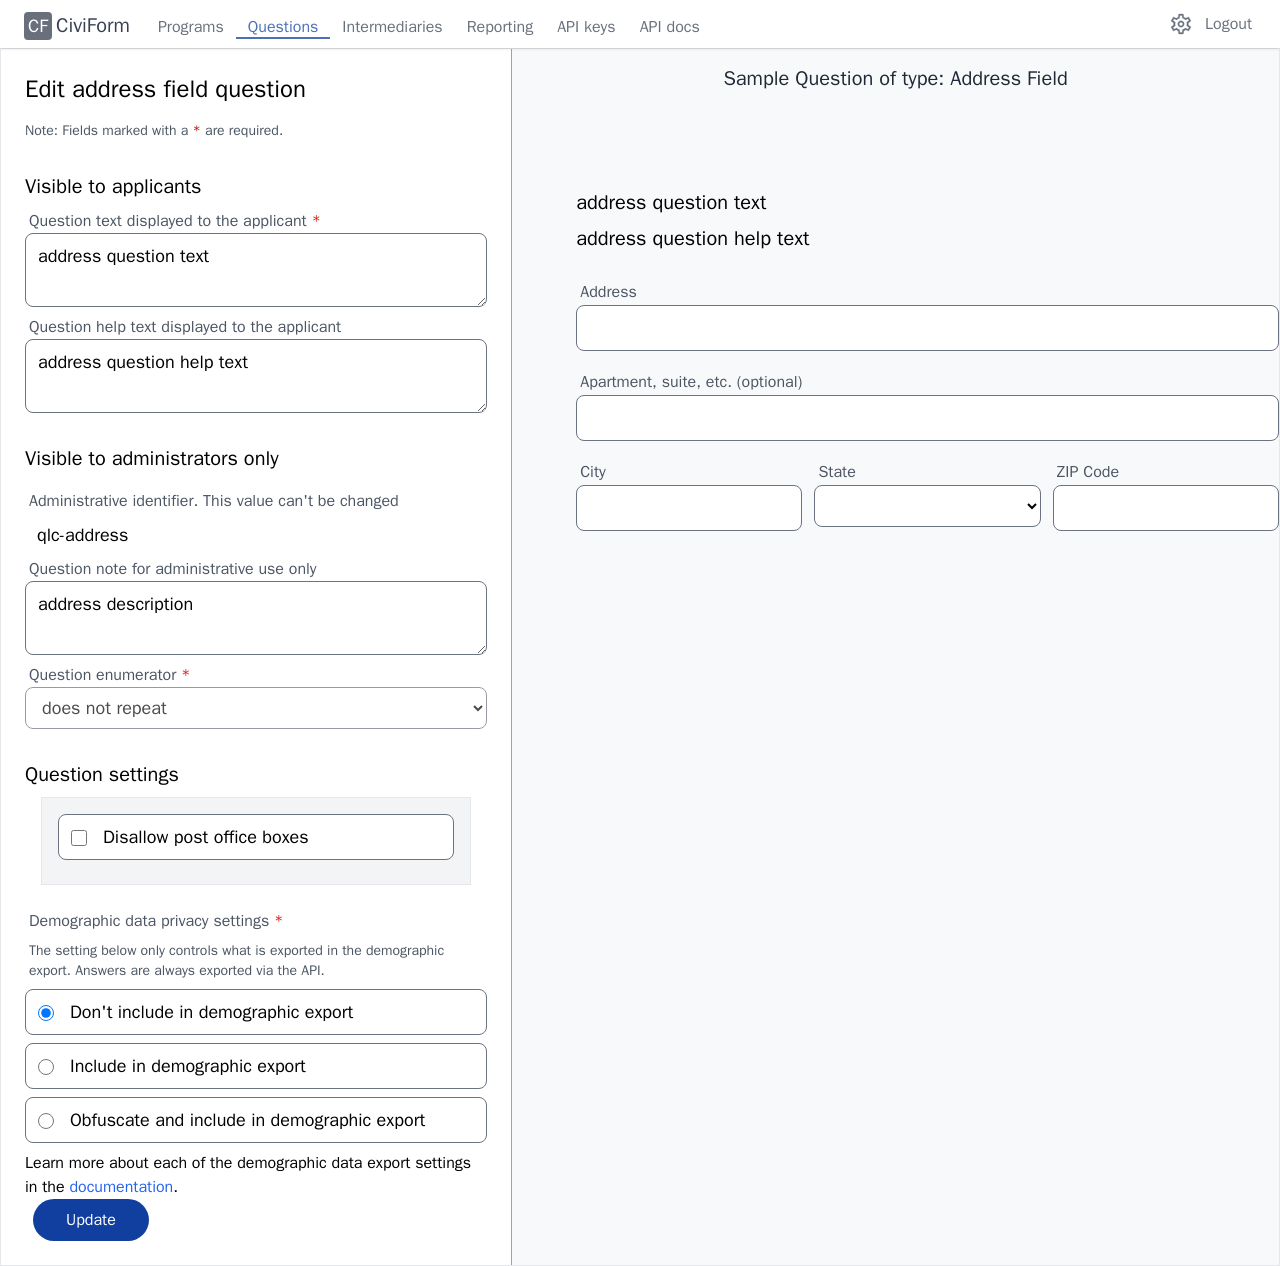 CF CiviForm Programs Questions Intermediaries Reporting API keys API docs Logout
Edit address field question
Note: Fields marked with a * are required.
Visible to applicants
Question text displayed to the applicant *
address question text
Question help text displayed to the applicant
address question help text
Visible to administrators only
Administrative identifier. This value can't be changed
qlc-address
Question note for administrative use only
address description
Question enumerator *
does not repeat
Question settings
Disallow post office boxes
Demographic data privacy settings *
The setting below only controls what is exported in the demographic
export. Answers are always exported via the API.
Don't include in demographic export
Include in demographic export
Obfuscate and include in demographic export
Learn more about each of the demographic data export settings
in the documentation.
Update
Sample Question of type: Address Field
address question text
address question help text
Address
Apartment, suite, etc. (optional)
City State ZIP Code